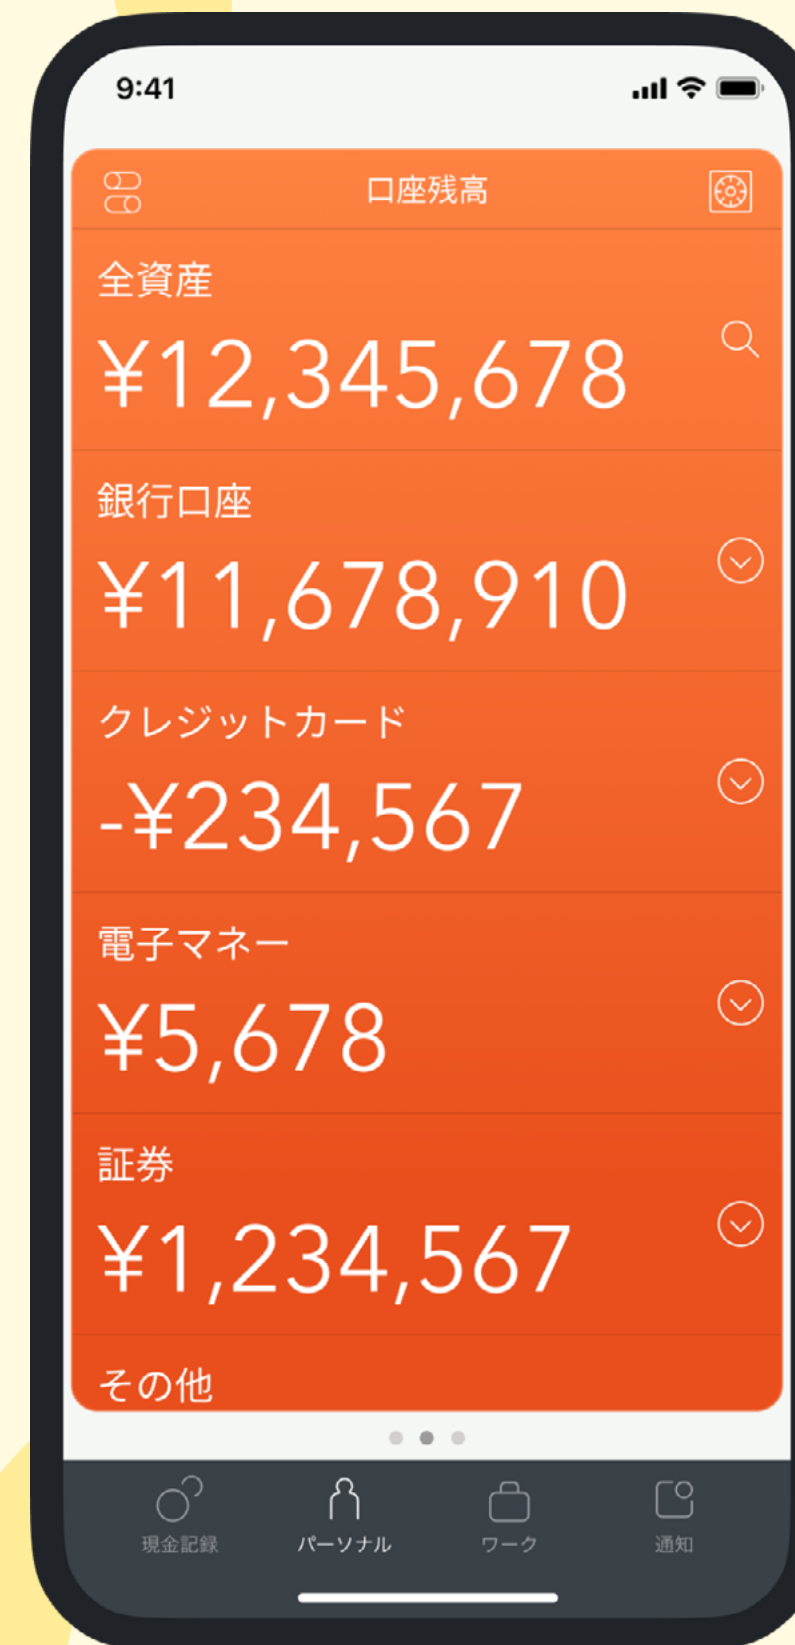 9:41
口座残高
全資産
¥12,345,678
銀行口座
¥11,678,910
クレジットカード
-¥234,567
電子マネー
¥5,678
証券
¥1,234,567
その他
現金記録
パーソナル
ワーク
通知